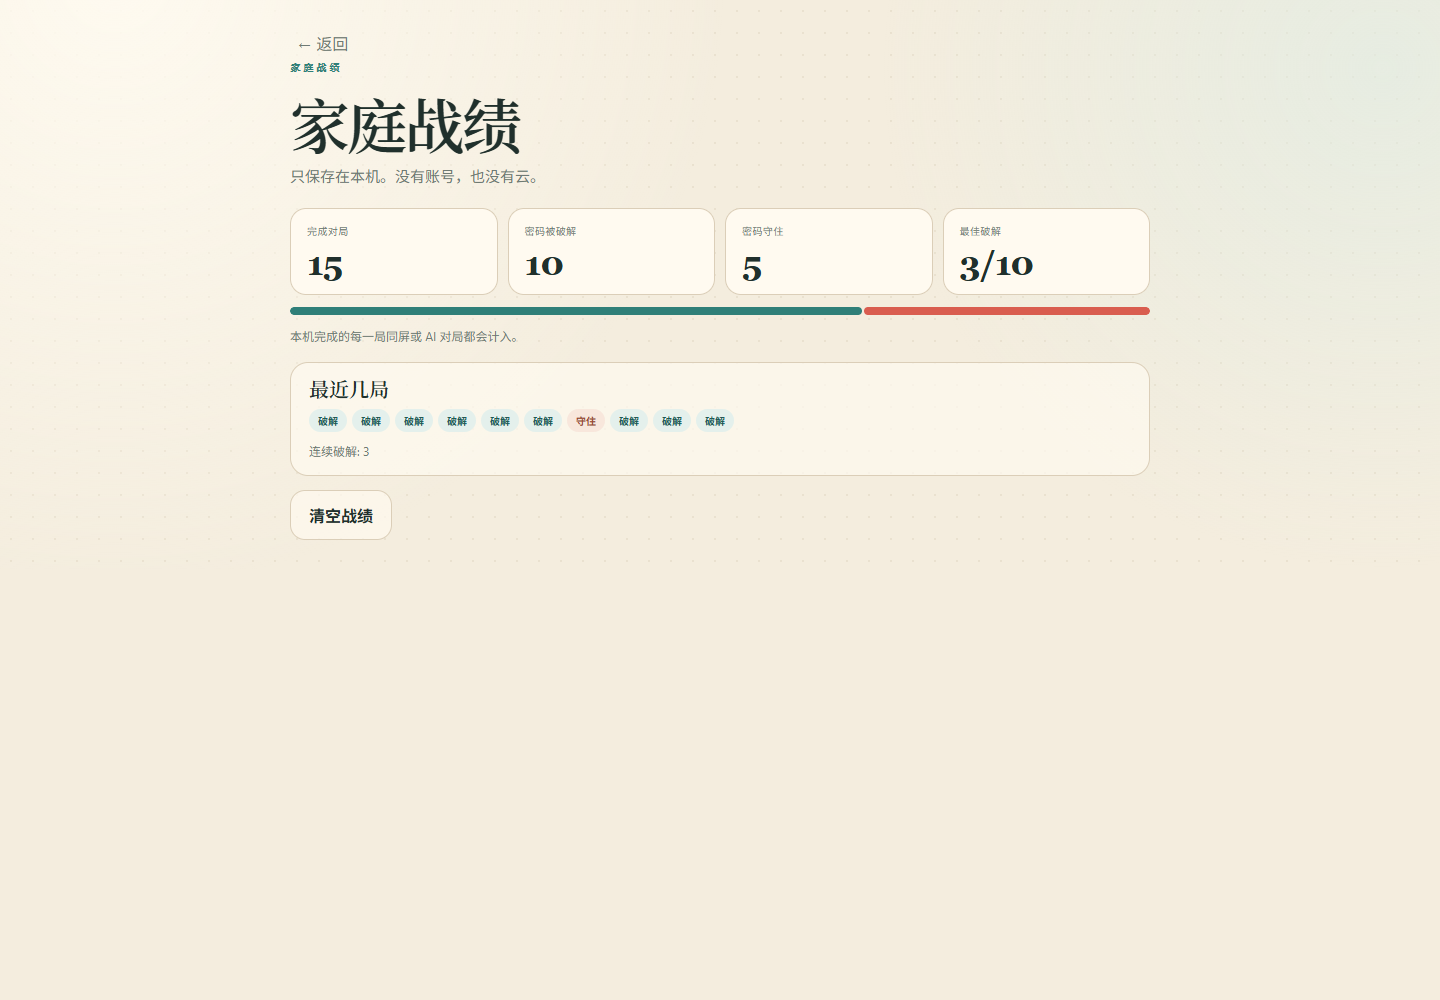 ← 返回
家庭战绩
家庭战绩
只保存在本机。没有账号，也没有云。
完成对局
15
密码被破解
10
密码守住
5
最佳破解
3/10
本机完成的每一局同屏或 AI 对局都会计入。
最近几局
破解 破解 破解 破解 破解 破解 守住 破解 破解 破解
连续破解: 3
清空战绩